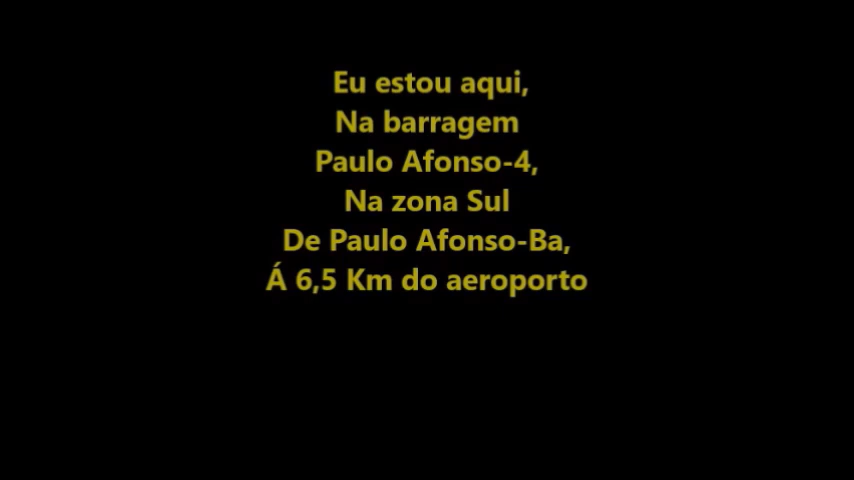 Eu estou aqui,
Na barragem
Paulo Afonso-4,
Na zona Sul
De Paulo Afonso-Ba,
Á 6,5 Km do aeroporto